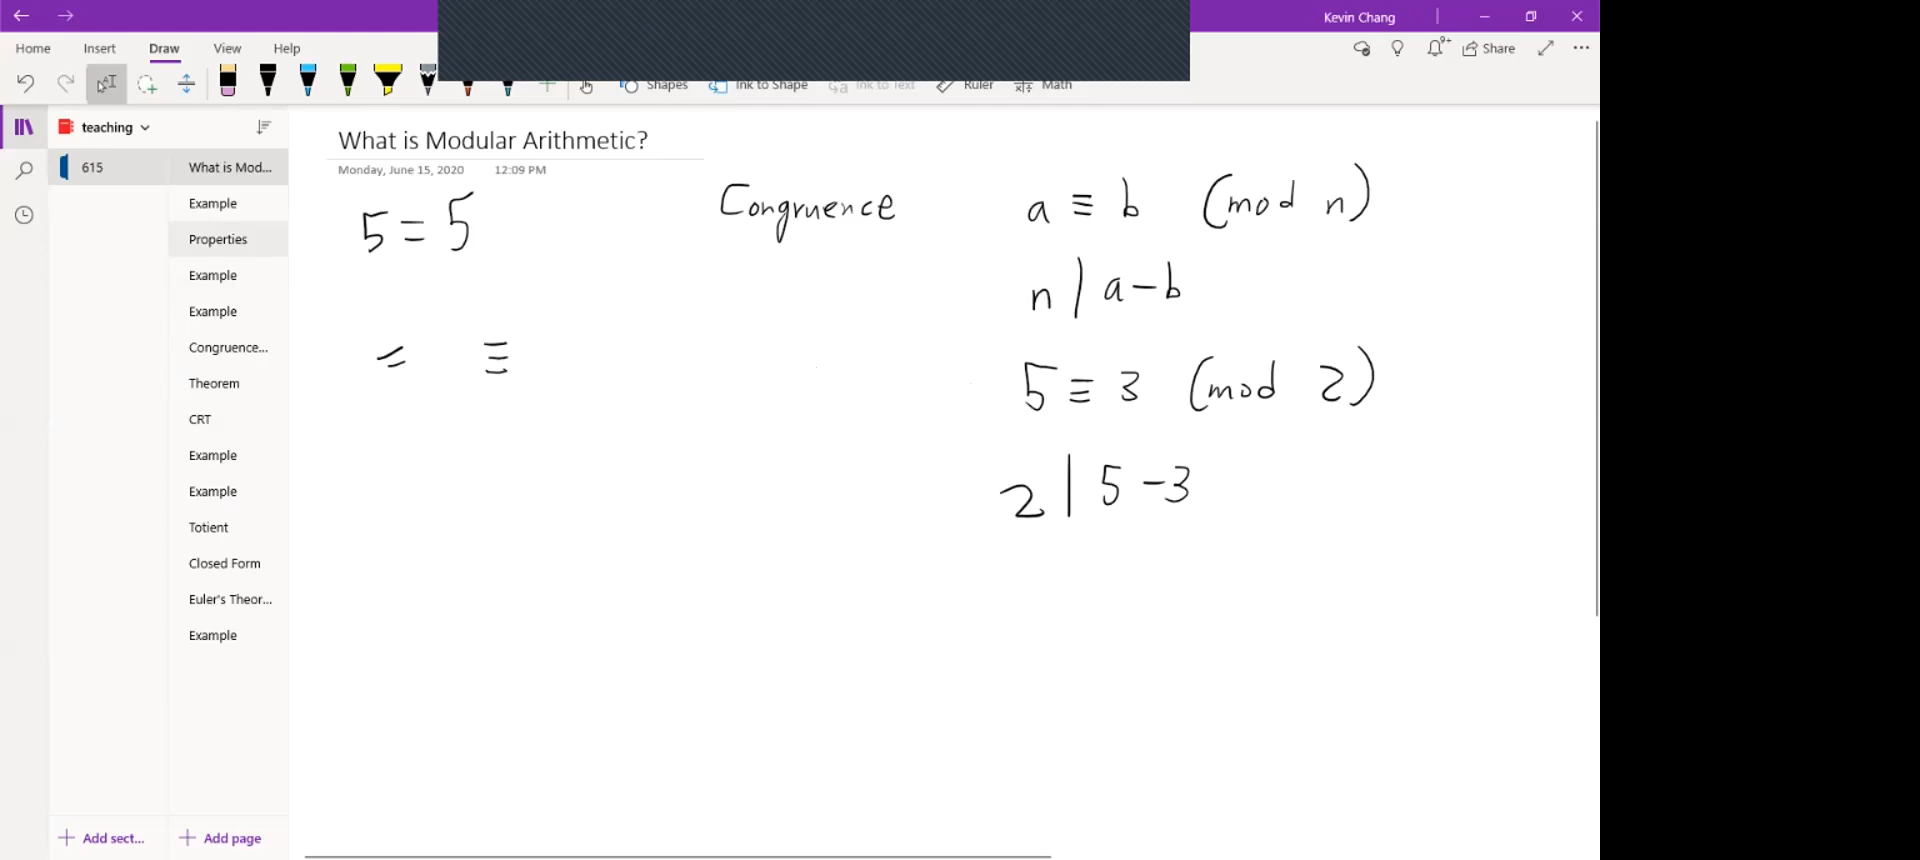 Kevin Chang
Home Insert Draw View Help
9+ Share
Shapes Ink to Shape Ink to Text Ruler Math
teaching
615
What is Mod...
Example
Properties
Example
Example
Congruence...
Theorem
CRT
Example
Example
Totient
Closed Form
Euler's Theor...
Example
Add sect... Add page
What is Modular Arithmetic?
Monday, June 15, 2020 12:09 PM
5 = 5
= ≡
Congruence a ≡ b (mod n)
n | a - b
5 ≡ 3 (mod 2)
2 | 5 - 3